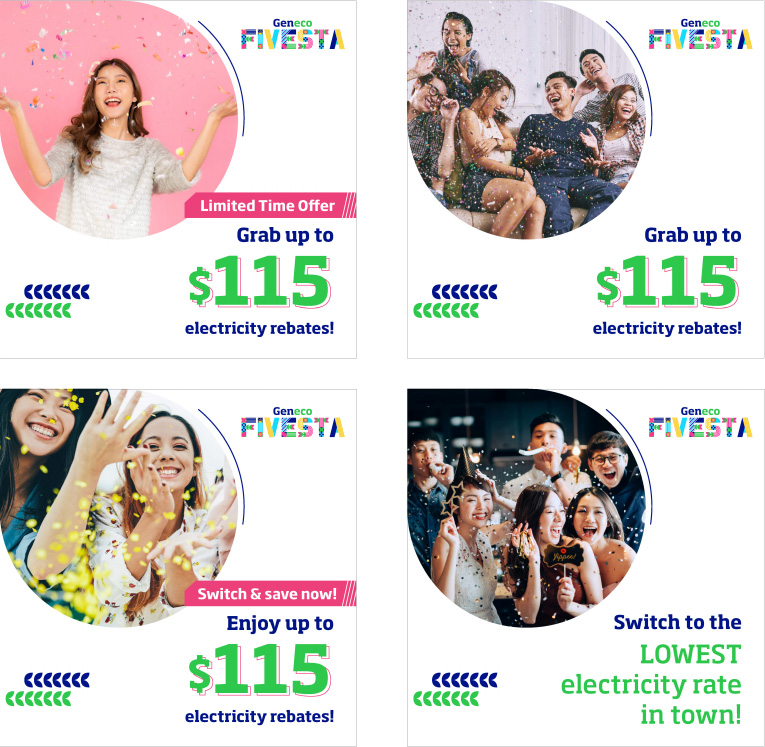 Geneco
FIVESTA
Limited Time Offer
Grab up to
$115
electricity rebates!
Geneco
FIVESTA
Grab up to
$115
electricity rebates!
Geneco
FIVESTA
Switch & save now!
Enjoy up to
$115
electricity rebates!
Geneco
FIVESTA
Yippee!
Switch to the
LOWEST
electricity rate
in town!